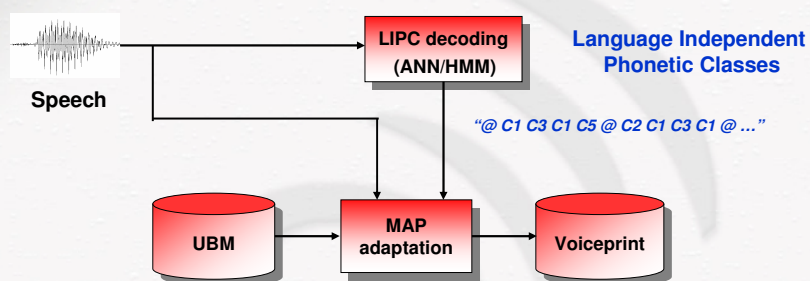 LIPC decoding
(ANN/HMM)
Language Independent
Phonetic Classes
Speech
“@ C1 C3 C1 C5 @ C2 C1 C3 C1 @ …”
UBM
MAP
adaptation
Voiceprint